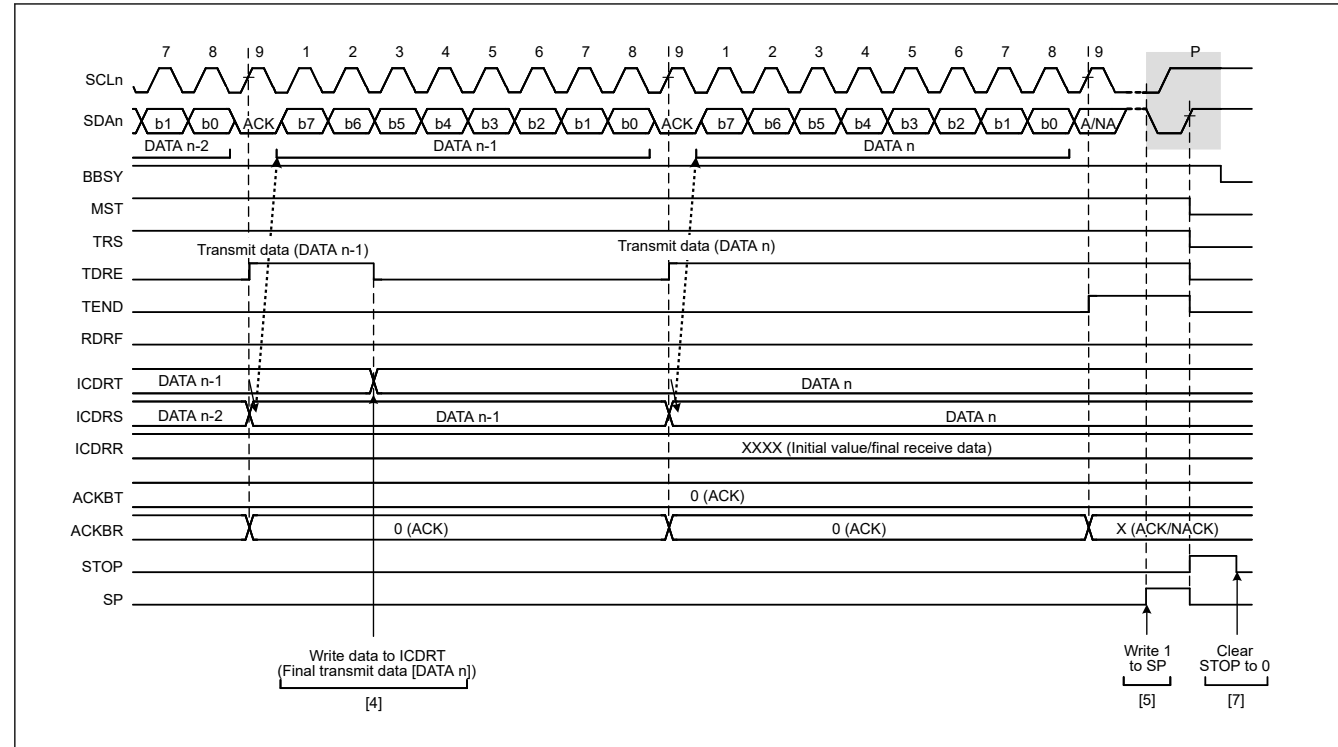 7 8 9 1 2 3 4 5 6 7 8 9 1 2 3 4 5 6 7 8 9 P
SCLn
SDAn b1 b0 ACK b7 b6 b5 b4 b3 b2 b1 b0 ACK b7 b6 b5 b4 b3 b2 b1 b0 A/NA
DATA n-2 DATA n-1 DATA n
BBSY
MST
TRS
Transmit data (DATA n-1) Transmit data (DATA n)
TDRE
TEND
RDRF
ICDRT DATA n-1 DATA n
ICDRS DATA n-2 DATA n-1 DATA n
ICDRR XXXX (Initial value/final receive data)
ACKBT 0 (ACK)
ACKBR 0 (ACK) 0 (ACK) X (ACK/NACK)
STOP
SP
Write data to ICDRT
(Final transmit data [DATA n])
[4]
Write 1
to SP
[5]
Clear
STOP to 0
[7]